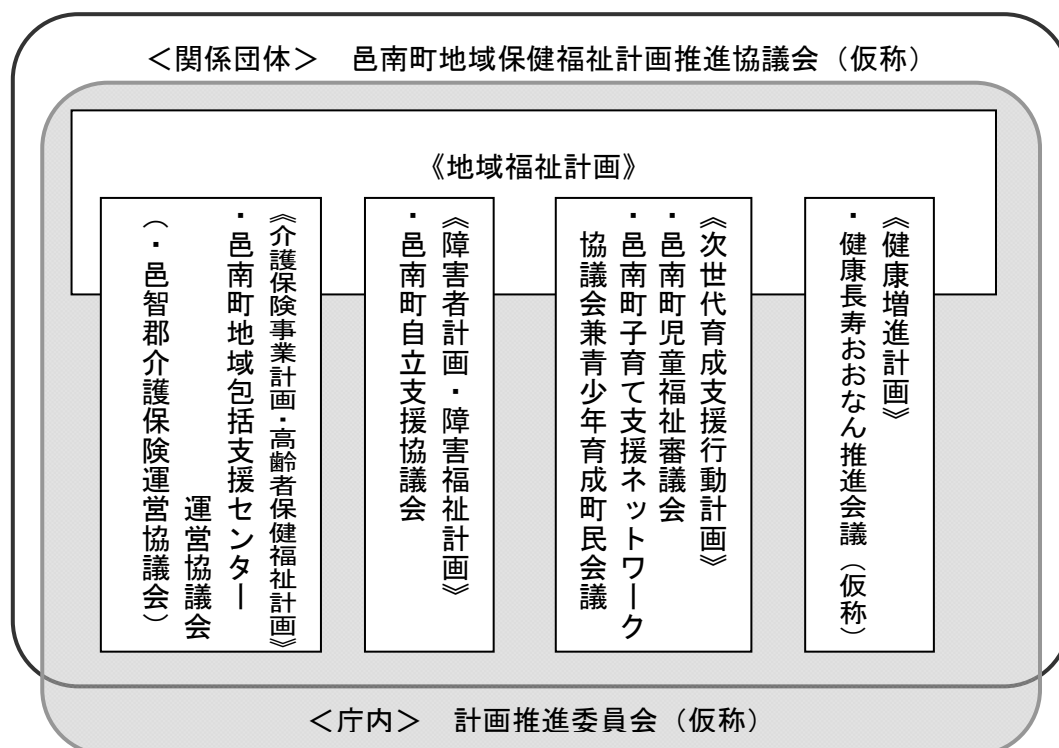 ＜関係団体＞　邑南町地域保健福祉計画推進協議会（仮称）
《地域福祉計画》
《介護保険事業計画・高齢者保健福祉計画》
・邑南町地域包括支援センター
運営協議会
（・邑智郡介護保険運営協議会）
《障害者計画・障害福祉計画》
・邑南町自立支援協議会
《次世代育成支援行動計画》
・邑南町児童福祉審議会
・邑南町子育て支援ネットワーク
協議会兼青少年育成町民会議
《健康増進計画》
・健康長寿おおなん推進会議（仮称）
＜庁内＞　計画推進委員会（仮称）